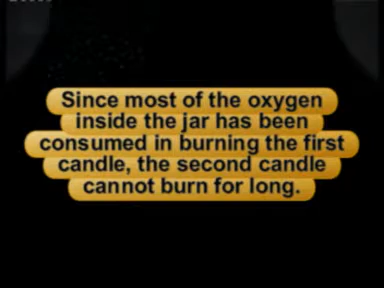 Since most of the oxygen
inside the jar has been
consumed in burning the first
candle, the second candle
cannot burn for long.